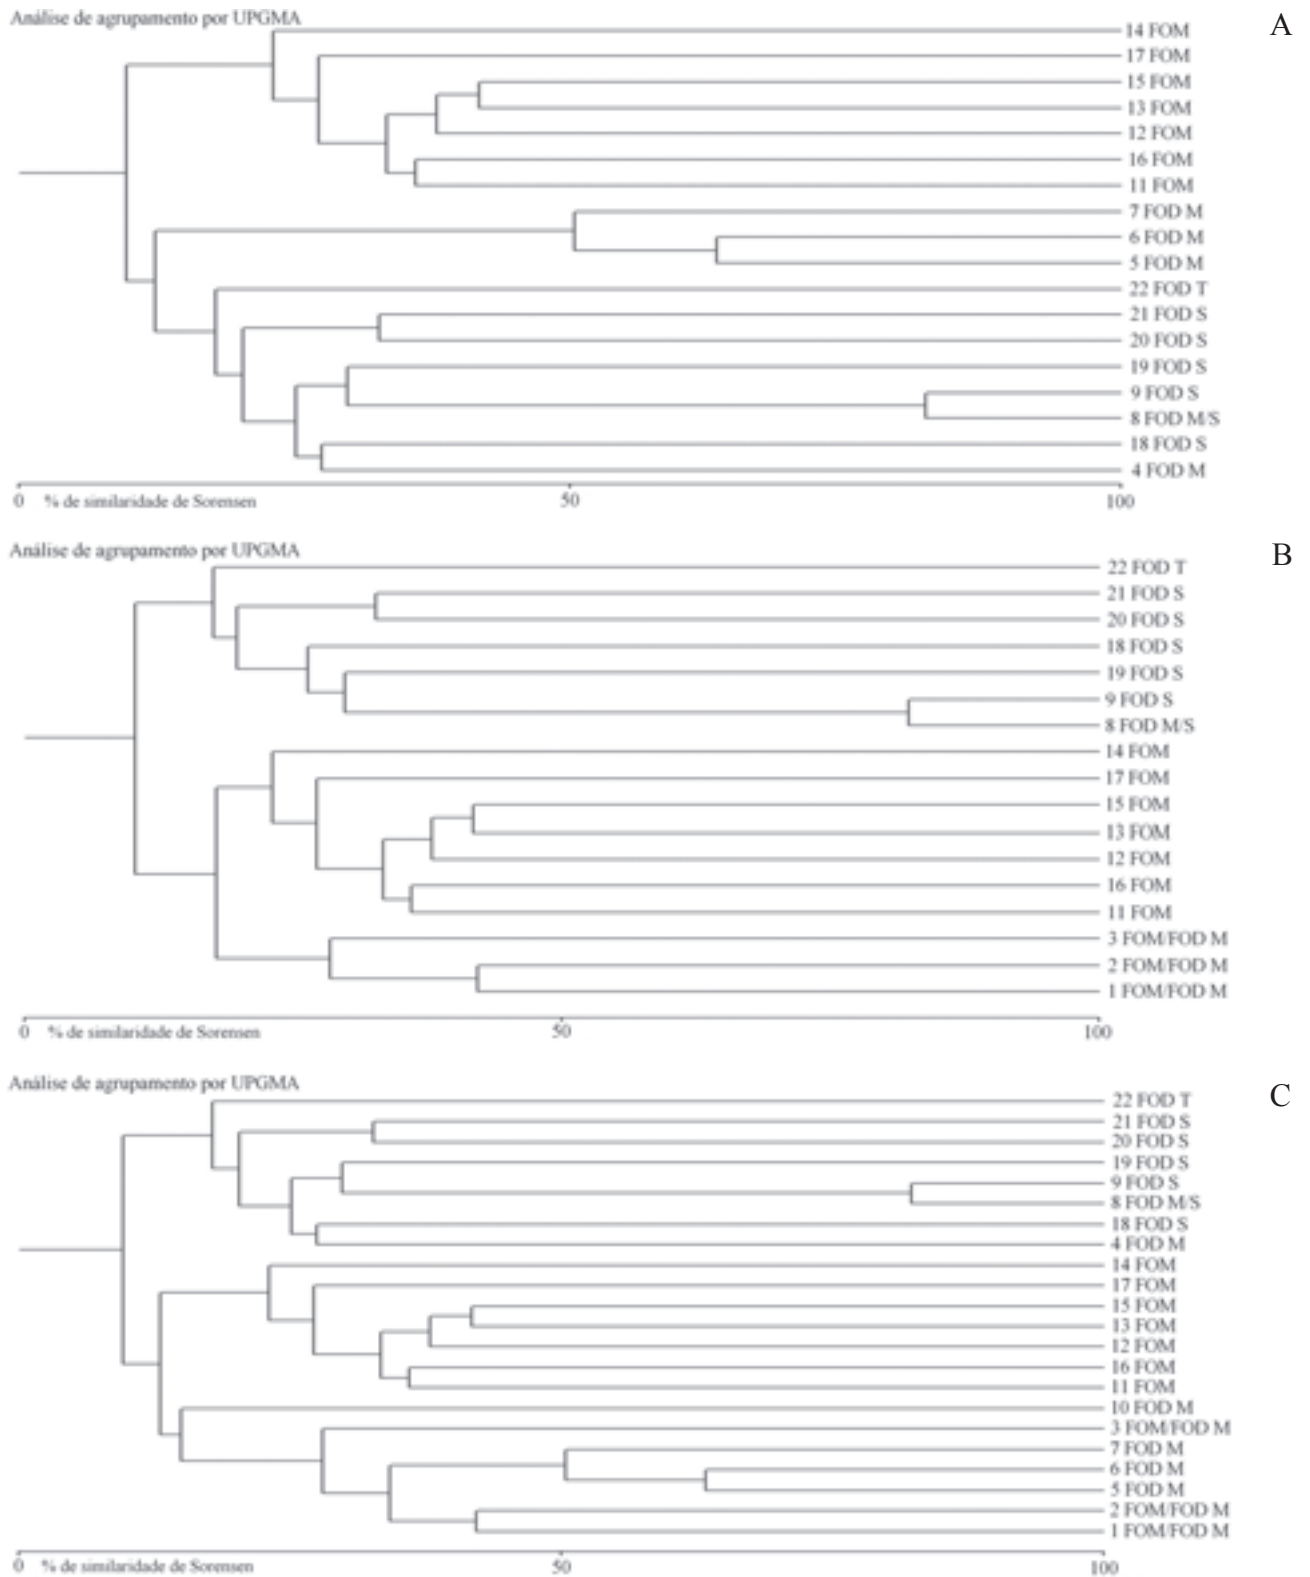 Análise de agrupamento por UPGMA
A
14 FOM
17 FOM
15 FOM
13 FOM
12 FOM
16 FOM
11 FOM
7 FOD M
6 FOD M
5 FOD M
22 FOD T
21 FOD S
20 FOD S
19 FOD S
9 FOD S
8 FOD M/S
18 FOD S
4 FOD M
0 % de similaridade de Sorensen 50 100
Análise de agrupamento por UPGMA
B
22 FOD T
21 FOD S
20 FOD S
18 FOD S
19 FOD S
9 FOD S
8 FOD M/S
14 FOM
17 FOM
15 FOM
13 FOM
12 FOM
16 FOM
11 FOM
3 FOM/FOD M
2 FOM/FOD M
1 FOM/FOD M
0 % de similaridade de Sorensen 50 100
Análise de agrupamento por UPGMA
C
22 FOD T
21 FOD S
20 FOD S
19 FOD S
9 FOD S
8 FOD M/S
18 FOD S
4 FOD M
14 FOM
17 FOM
15 FOM
13 FOM
12 FOM
16 FOM
11 FOM
10 FOD M
3 FOM/FOD M
7 FOD M
6 FOD M
5 FOD M
2 FOM/FOD M
1 FOM/FOD M
0 % de similaridade de Sorensen 50 100